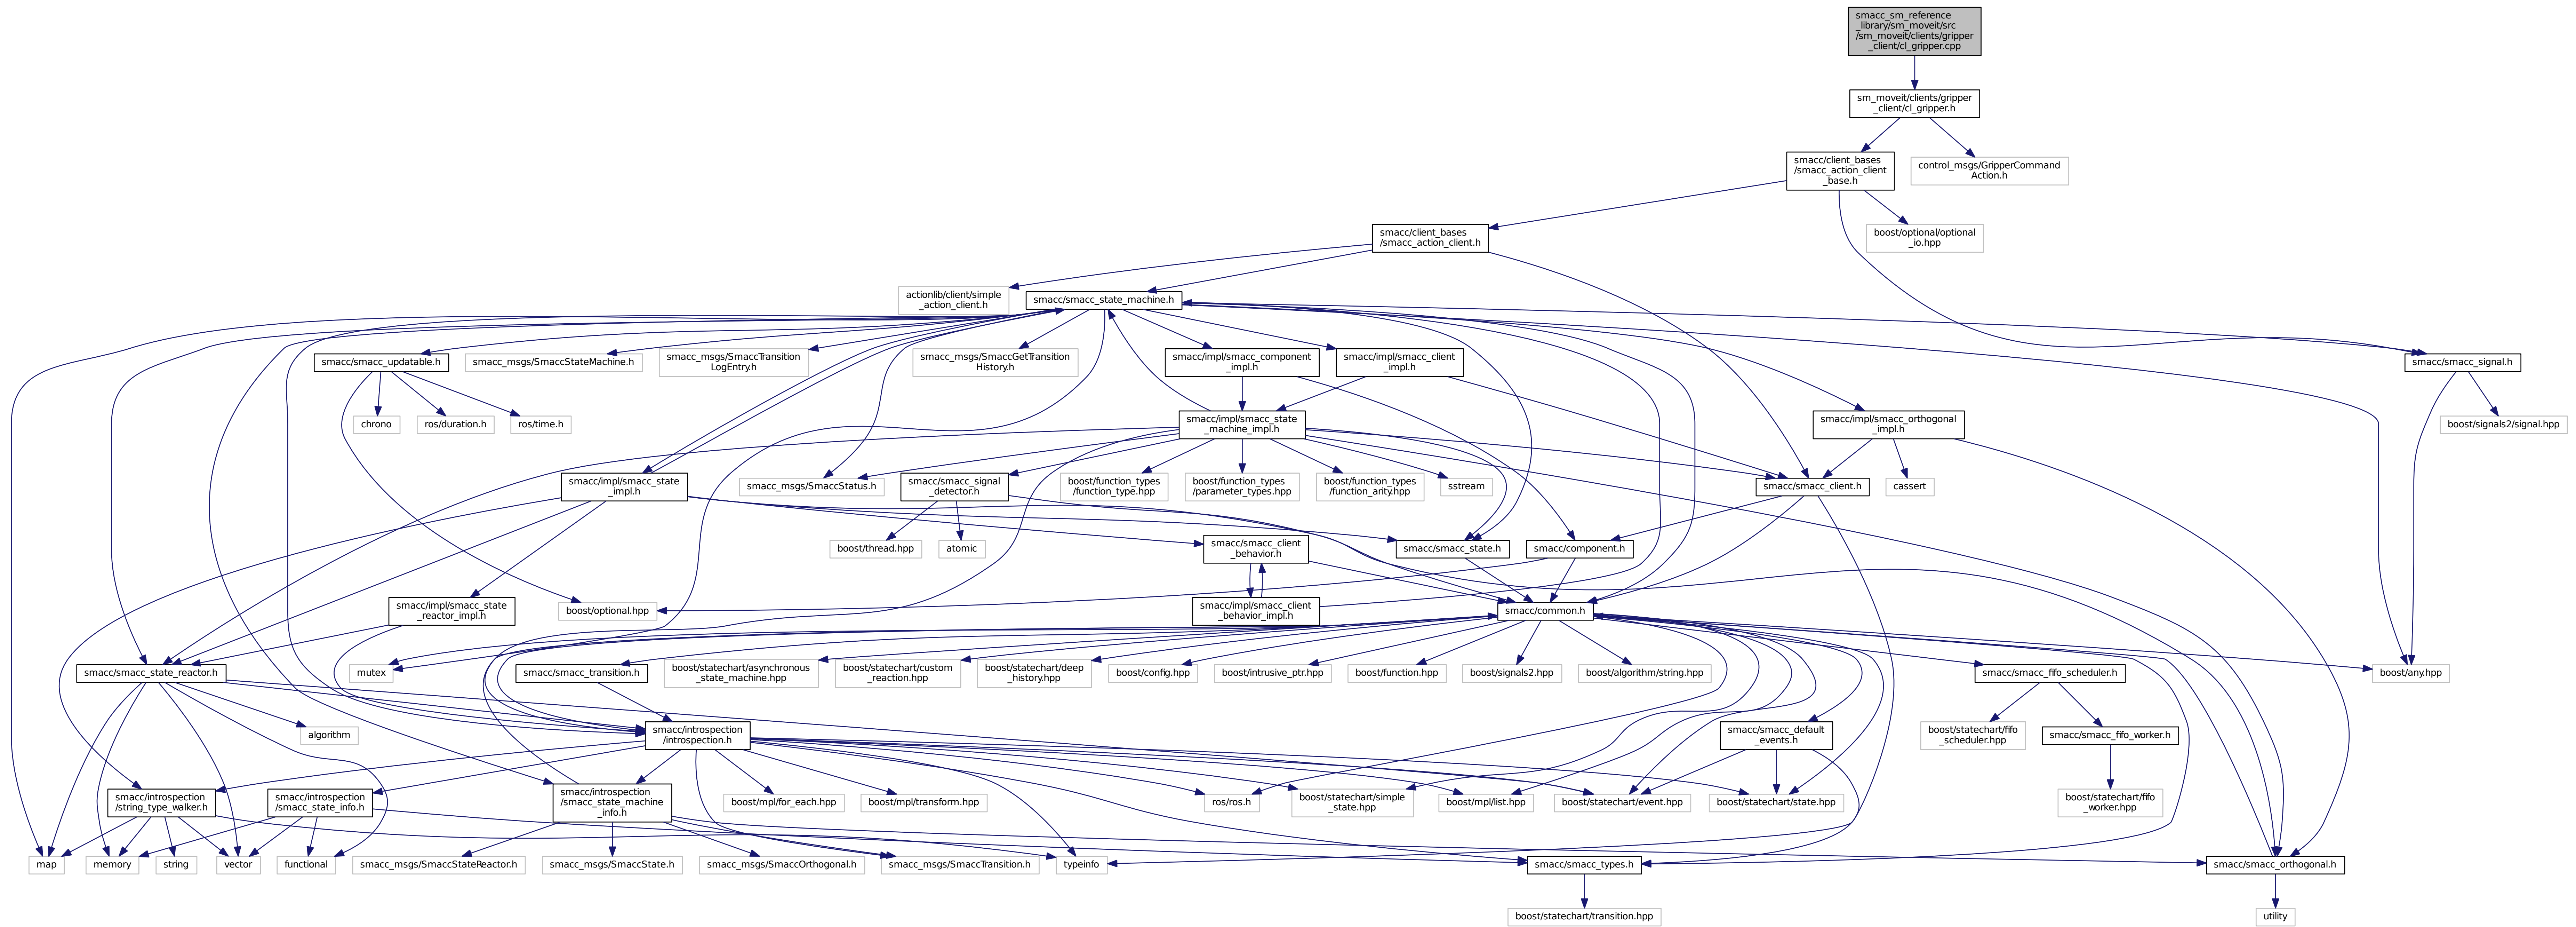 smacc_sm_reference
_library/sm_moveit/src
/sm_moveit/clients/gripper
_client/cl_gripper.cpp
sm_moveit/clients/gripper
_client/cl_gripper.h
smacc/client_bases
/smacc_action_client
_base.h
control_msgs/GripperCommand
Action.h
smacc/client_bases
/smacc_action_client.h
boost/optional/optional
_io.hpp
actionlib/client/simple
_action_client.h
smacc/smacc_state_machine.h
smacc/smacc_updatable.h
smacc_msgs/SmaccStateMachine.h
smacc_msgs/SmaccTransition
LogEntry.h
smacc_msgs/SmaccGetTransition
History.h
smacc/impl/smacc_component
_impl.h
smacc/impl/smacc_client
_impl.h
smacc/smacc_signal.h
chrono
ros/duration.h
ros/time.h
smacc/impl/smacc_state
_machine_impl.h
smacc/impl/smacc_orthogonal
_impl.h
boost/signals2/signal.hpp
smacc/impl/smacc_state
_impl.h
smacc_msgs/SmaccStatus.h
smacc/smacc_signal
_detector.h
boost/function_types
/function_type.hpp
boost/function_types
/parameter_types.hpp
boost/function_types
/function_arity.hpp
sstream
smacc/smacc_client.h
cassert
boost/thread.hpp
atomic
smacc/smacc_client
_behavior.h
smacc/smacc_state.h
smacc/component.h
smacc/impl/smacc_state
_reactor_impl.h
boost/optional.hpp
smacc/impl/smacc_client
_behavior_impl.h
smacc/common.h
smacc/smacc_state_reactor.h
mutex
smacc/smacc_transition.h
boost/statechart/asynchronous
_state_machine.hpp
boost/statechart/custom
_reaction.hpp
boost/statechart/deep
_history.hpp
boost/config.hpp
boost/intrusive_ptr.hpp
boost/function.hpp
boost/signals2.hpp
boost/algorithm/string.hpp
smacc/smacc_fifo_scheduler.h
boost/any.hpp
algorithm
smacc/introspection
/introspection.h
smacc/smacc_default
_events.h
boost/statechart/fifo
_scheduler.hpp
smacc/smacc_fifo_worker.h
smacc/introspection
/string_type_walker.h
smacc/introspection
/smacc_state_info.h
smacc/introspection
/smacc_state_machine
_info.h
boost/mpl/for_each.hpp
boost/mpl/transform.hpp
ros/ros.h
boost/statechart/simple
_state.hpp
boost/mpl/list.hpp
boost/statechart/event.hpp
boost/statechart/state.hpp
boost/statechart/fifo
_worker.hpp
map
memory
string
vector
functional
smacc_msgs/SmaccStateReactor.h
smacc_msgs/SmaccState.h
smacc_msgs/SmaccOrthogonal.h
smacc_msgs/SmaccTransition.h
typeinfo
smacc/smacc_types.h
smacc/smacc_orthogonal.h
boost/statechart/transition.hpp
utility